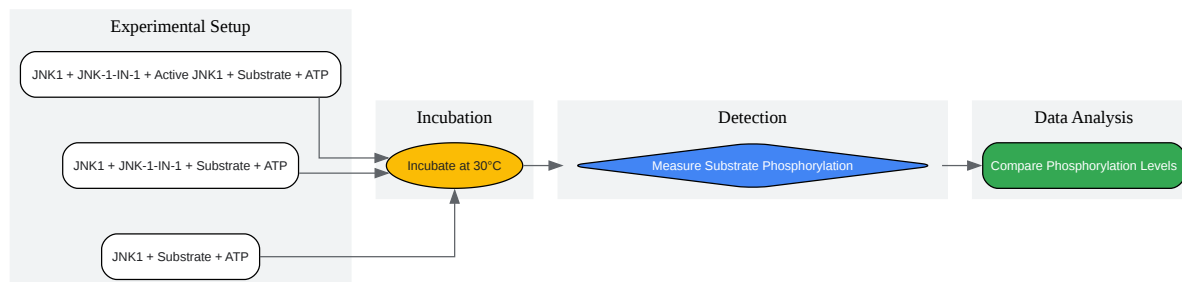 Experimental Setup
JNK1 + JNK-1-IN-1 + Active JNK1 + Substrate + ATP
JNK1 + JNK-1-IN-1 + Substrate + ATP
JNK1 + Substrate + ATP
Incubation
Incubate at 30°C
Detection
Measure Substrate Phosphorylation
Data Analysis
Compare Phosphorylation Levels